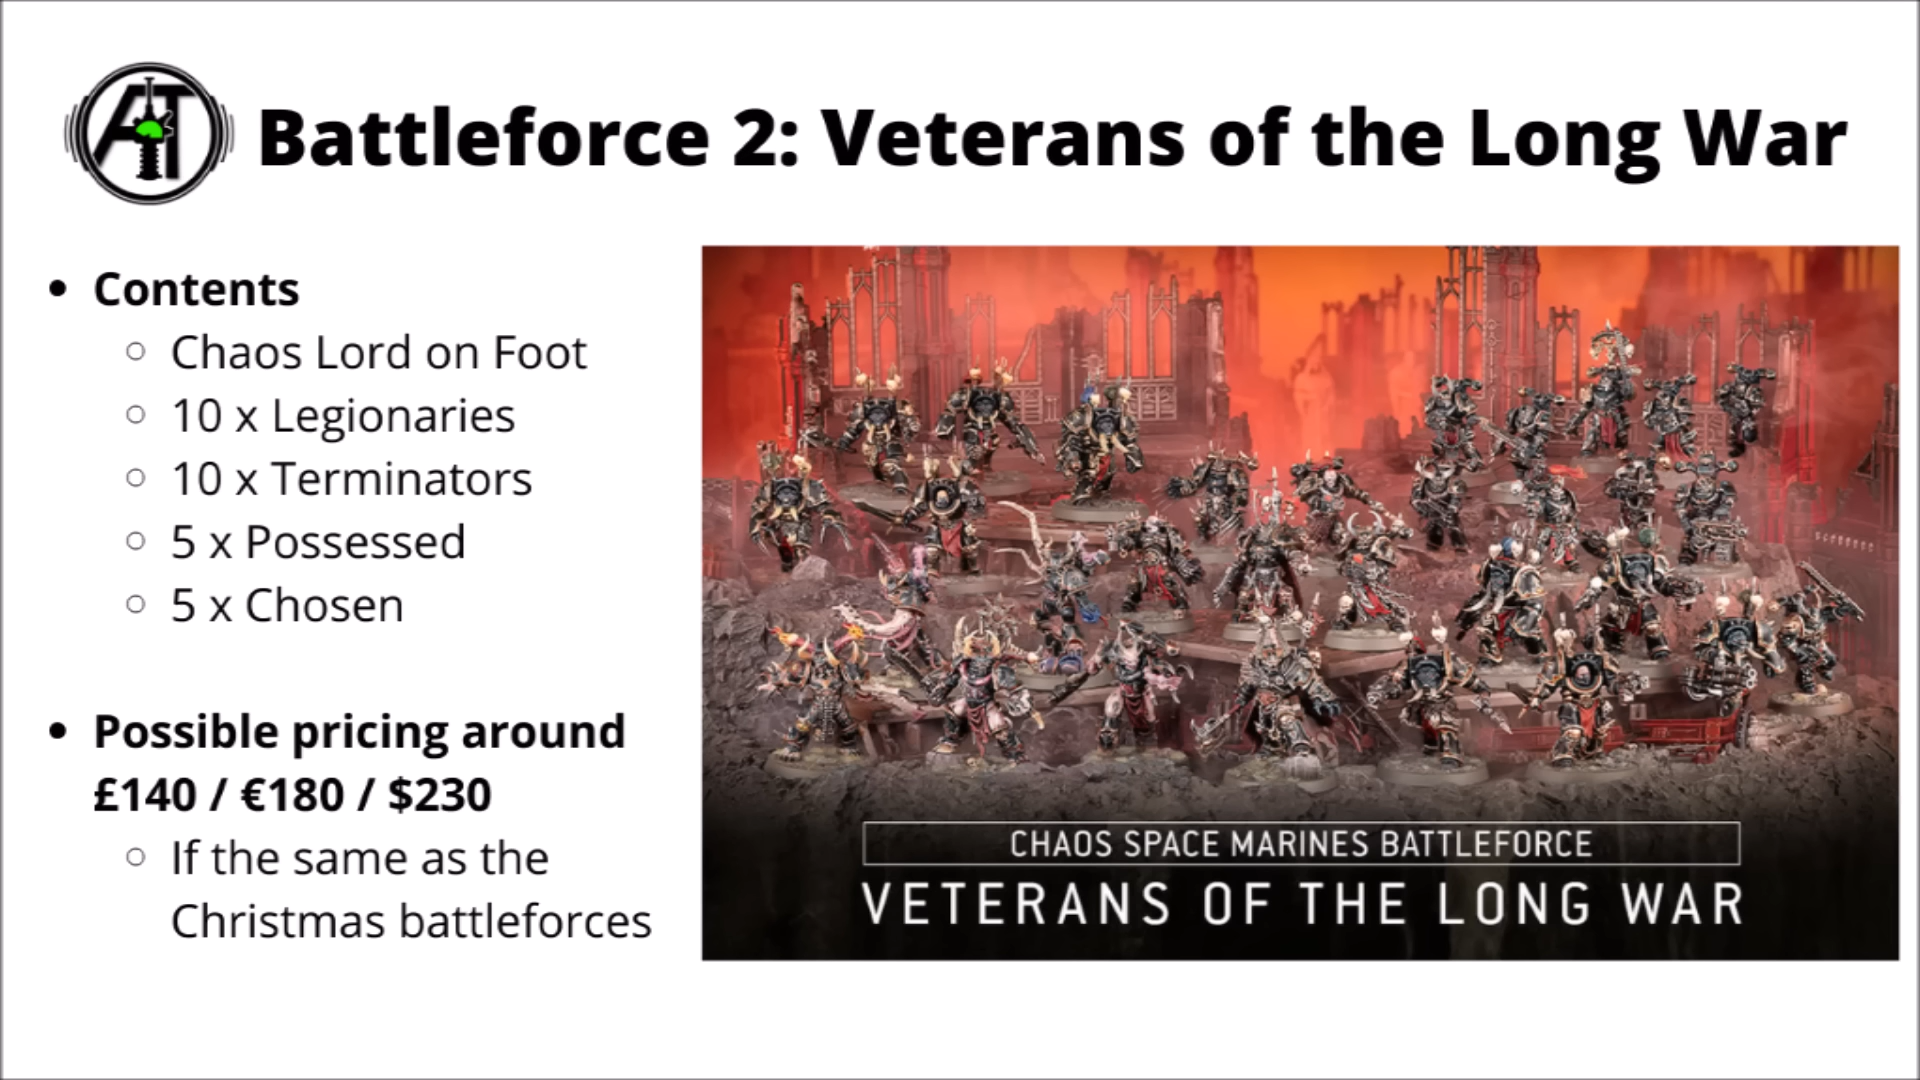 AT
Battleforce 2: Veterans of the Long War
Contents
Chaos Lord on Foot
10 x Legionaries
10 x Terminators
5 x Possessed
5 x Chosen
Possible pricing around
£140 / €180 / $230
If the same as the
Christmas battleforces
CHAOS SPACE MARINES BATTLEFORCE
VETERANS OF THE LONG WAR